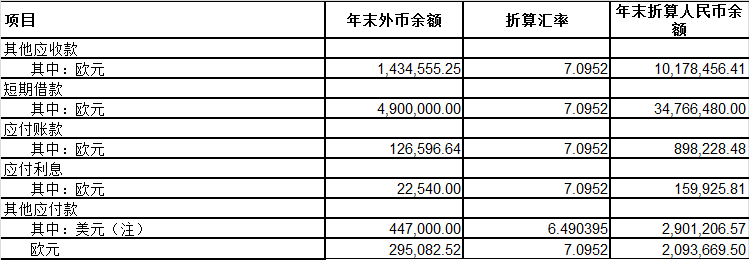 项目 年末外币余额 折算汇率 年末折算人民币余额
其他应收款
其中：欧元 1,434,555.25 7.0952 10,178,456.41
短期借款
其中：欧元 4,900,000.00 7.0952 34,766,480.00
应付账款
其中：欧元 126,596.64 7.0952 898,228.48
应付利息
其中：欧元 22,540.00 7.0952 159,925.81
其他应付款
其中：美元（注） 447,000.00 6.490395 2,901,206.57
欧元 295,082.52 7.0952 2,093,669.50